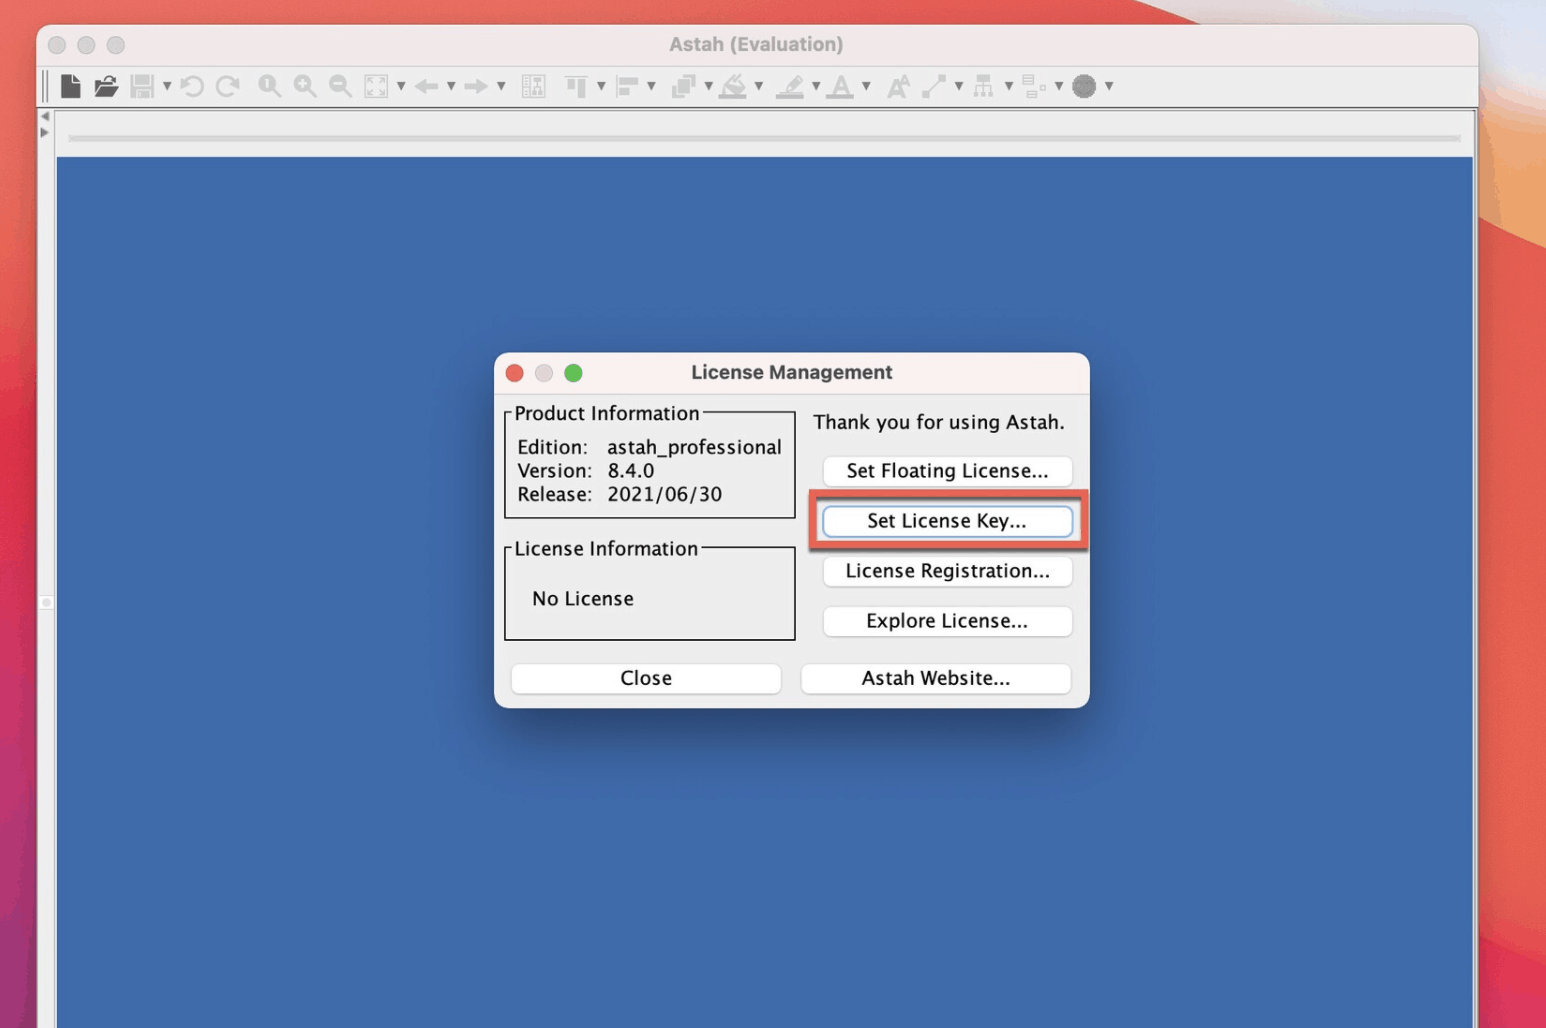 Astah (Evaluation)
License Management
Product Information
Edition: astah_professional
Version: 8.4.0
Release: 2021/06/30
License Information
No License
Thank you for using Astah.
Set Floating License...
Set License Key...
License Registration...
Explore License...
Close
Astah Website...